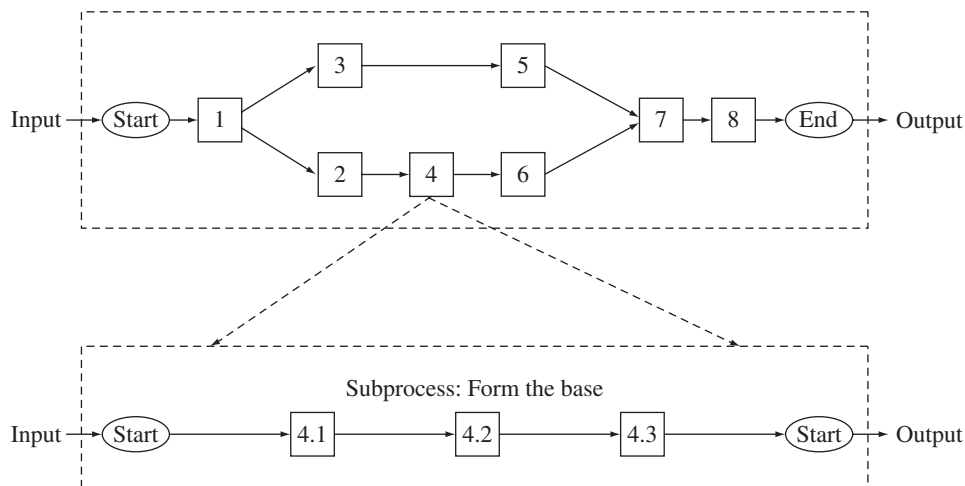 3 5
Input Start 1 7 8 End Output
2 4 6
Subprocess: Form the base
Input Start 4.1 4.2 4.3 Start Output